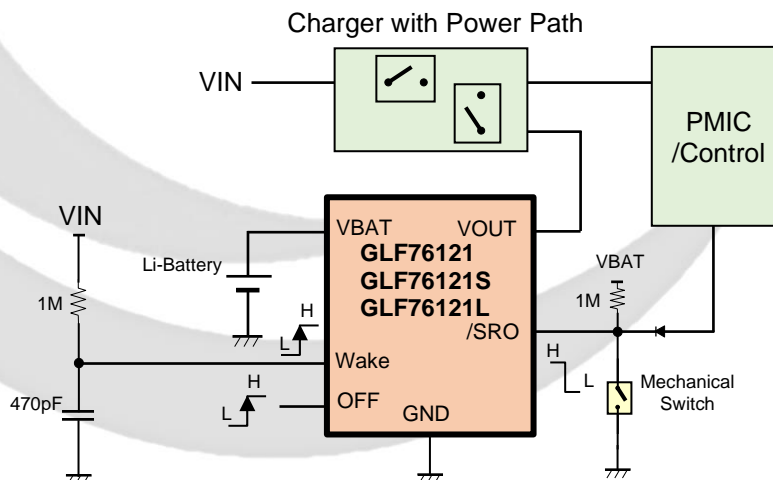 Charger with Power Path
VIN
PMIC
/Control
VIN
1M
470pF
Li-Battery
VBAT
VOUT
GLF76121
GLF76121S
GLF76121L
/SRO
Wake
OFF
GND
H
L
H
L
VBAT
1M
H
L
Mechanical
Switch